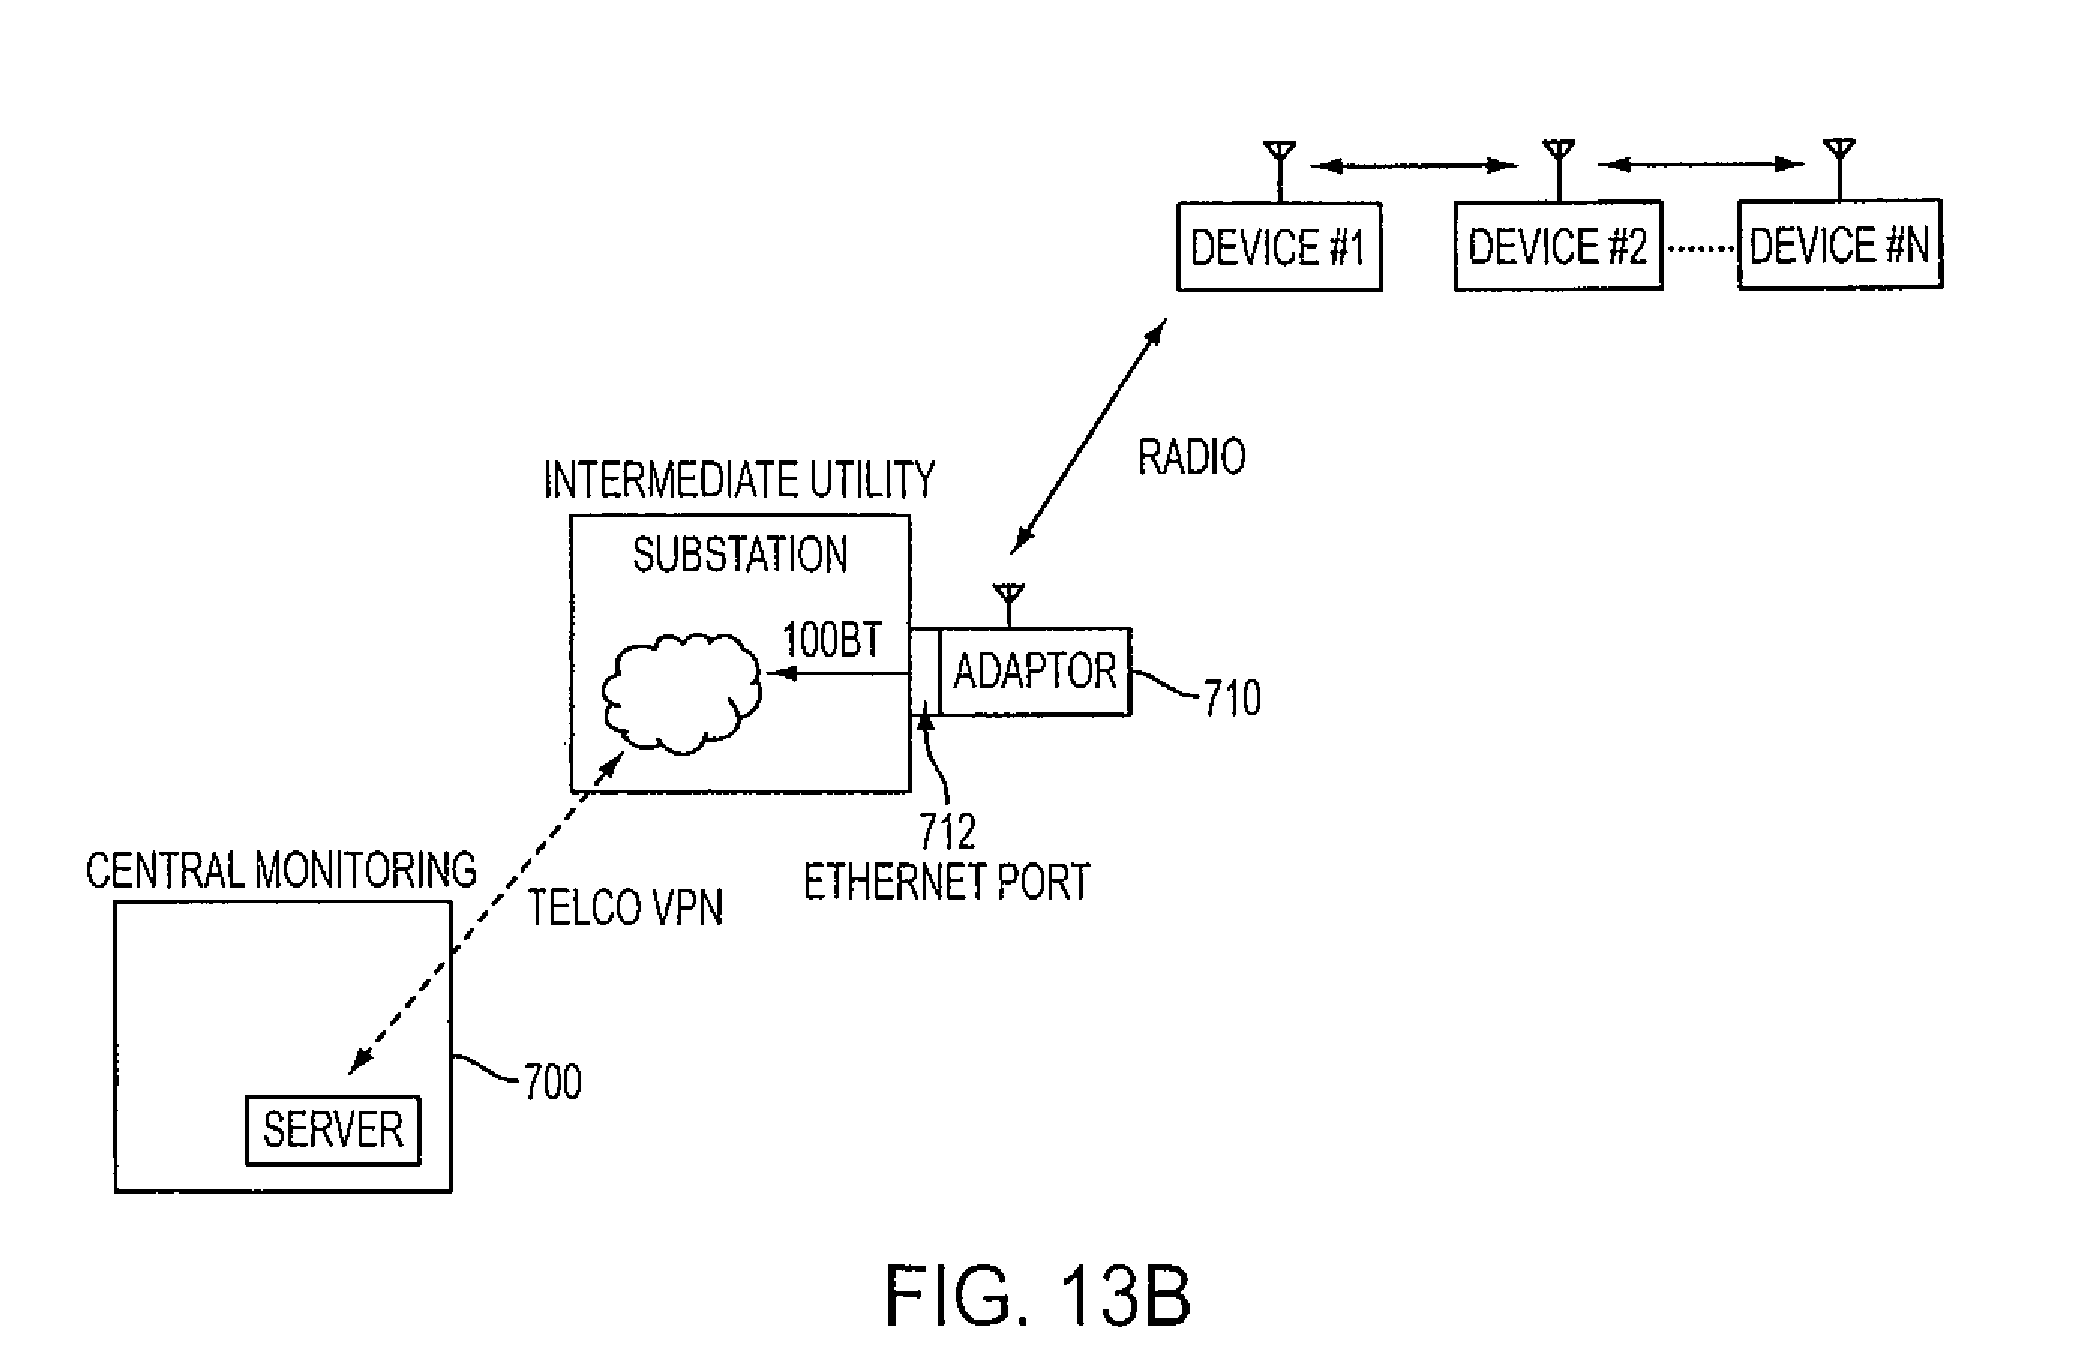 DEVICE #1
DEVICE #2
DEVICE #N
RADIO
INTERMEDIATE UTILITY
SUBSTATION
100BT
ADAPTOR
710
712
ETHERNET PORT
CENTRAL MONITORING
TELCO VPN
700
SERVER
FIG. 13B